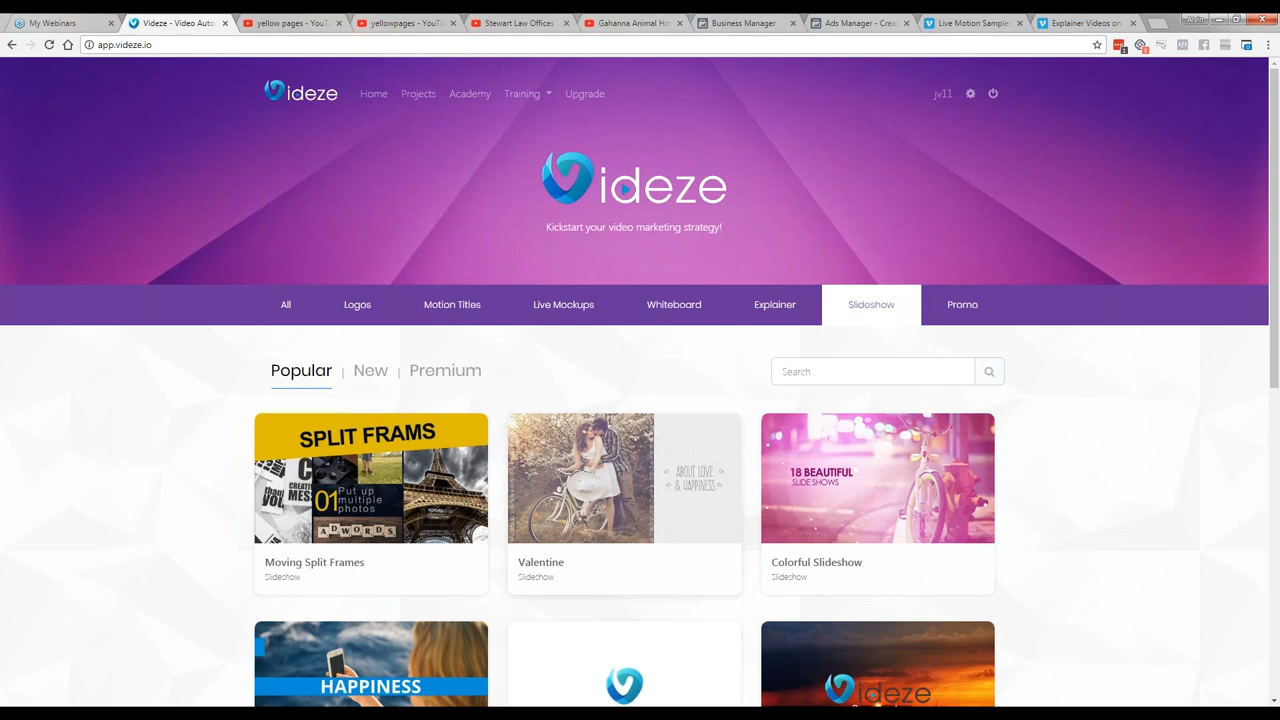 My Webinars
Videze - Video Auto
yellow pages - YouTu
yellowpages - YouTu
Stewart Law Offices
Gahanna Animal Ho
Business Manager
Ads Manager - Crea
Live Motion Sample
Explainer Videos on
app.videze.io
ideze
Home
Projects
Academy
Training
Upgrade
jv11
ideze
Kickstart your video marketing strategy!
All
Logos
Motion Titles
Live Mockups
Whiteboard
Explainer
Slideshow
Promo
Popular | New | Premium
Search
SPLIT FRAMS
01 Put up
multiple
photos
ADWORDS
ABOUT LOVE
& HAPPINESS
18 BEAUTIFUL
SLIDE SHOWS
Moving Split Frames
Slideshow
Valentine
Slideshow
Colorful Slideshow
Slideshow
HAPPINESS
ideze